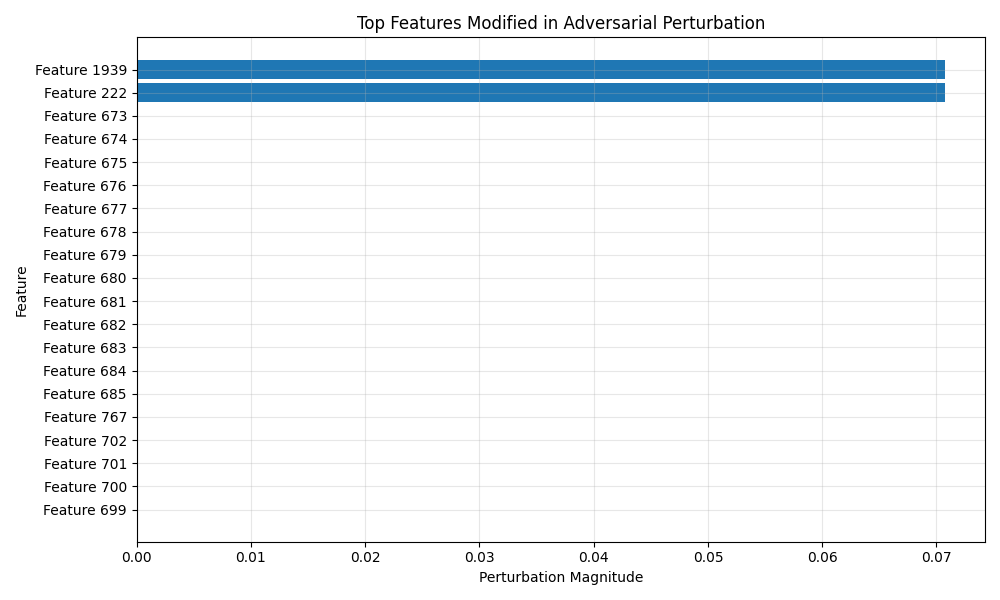 Top Features Modified in Adversarial Perturbation
Feature
Feature 1939
Feature 222
Feature 673
Feature 674
Feature 675
Feature 676
Feature 677
Feature 678
Feature 679
Feature 680
Feature 681
Feature 682
Feature 683
Feature 684
Feature 685
Feature 767
Feature 702
Feature 701
Feature 700
Feature 699
0.00 0.01 0.02 0.03 0.04 0.05 0.06 0.07
Perturbation Magnitude